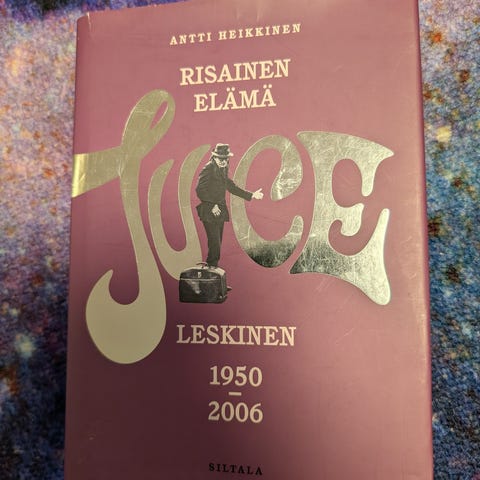 ANTTI HEIKKINEN
RISAINEN
ELÄMÄ
JUICE
LESKINEN
1950
–
2006
SILTALA